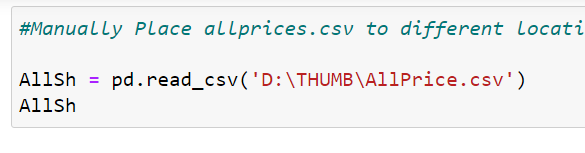 #Manually Place allprices.csv to different locati
AllSh = pd.read_csv('D:\THUMB\AllPrice.csv')
AllSh